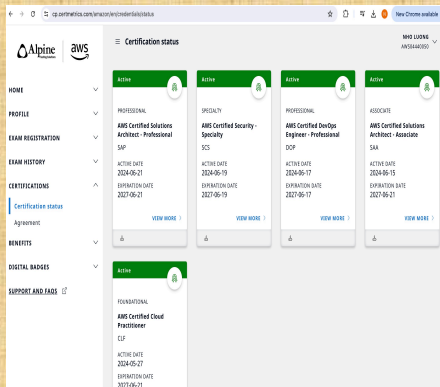 cp.certmetrics.com/amazon/en/credentials/status
New Chrome available
Alpine
aws
Certification status
NHO LUONG
AWS04440050
HOME
PROFILE
EXAM REGISTRATION
EXAM HISTORY
CERTIFICATIONS
Certification status
Agreement
BENEFITS
DIGITAL BADGES
SUPPORT AND FAQS
Active
PROFESSIONAL
AWS Certified Solutions
Architect - Professional
SAP
ACTIVE DATE
2024-06-21
EXPIRATION DATE
2027-06-21
VIEW MORE
Active
SPECIALTY
AWS Certified Security -
Specialty
SCS
ACTIVE DATE
2024-06-19
EXPIRATION DATE
2027-06-19
VIEW MORE
Active
PROFESSIONAL
AWS Certified DevOps
Engineer - Professional
DOP
ACTIVE DATE
2024-06-17
EXPIRATION DATE
2027-06-17
VIEW MORE
Active
ASSOCIATE
AWS Certified Solutions
Architect - Associate
SAA
ACTIVE DATE
2024-06-15
EXPIRATION DATE
2027-06-21
VIEW MORE
Active
FOUNDATIONAL
AWS Certified Cloud
Practitioner
CLF
ACTIVE DATE
2024-05-27
EXPIRATION DATE
2027-06-21